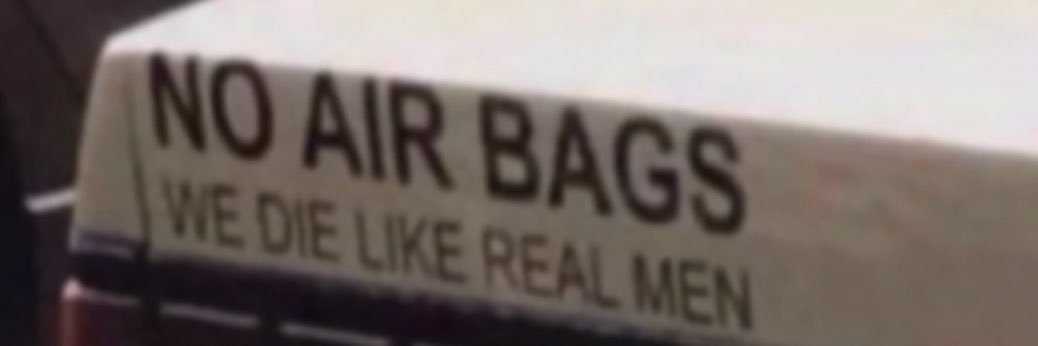 NO AIR BAGS
WE DIE LIKE REAL MEN